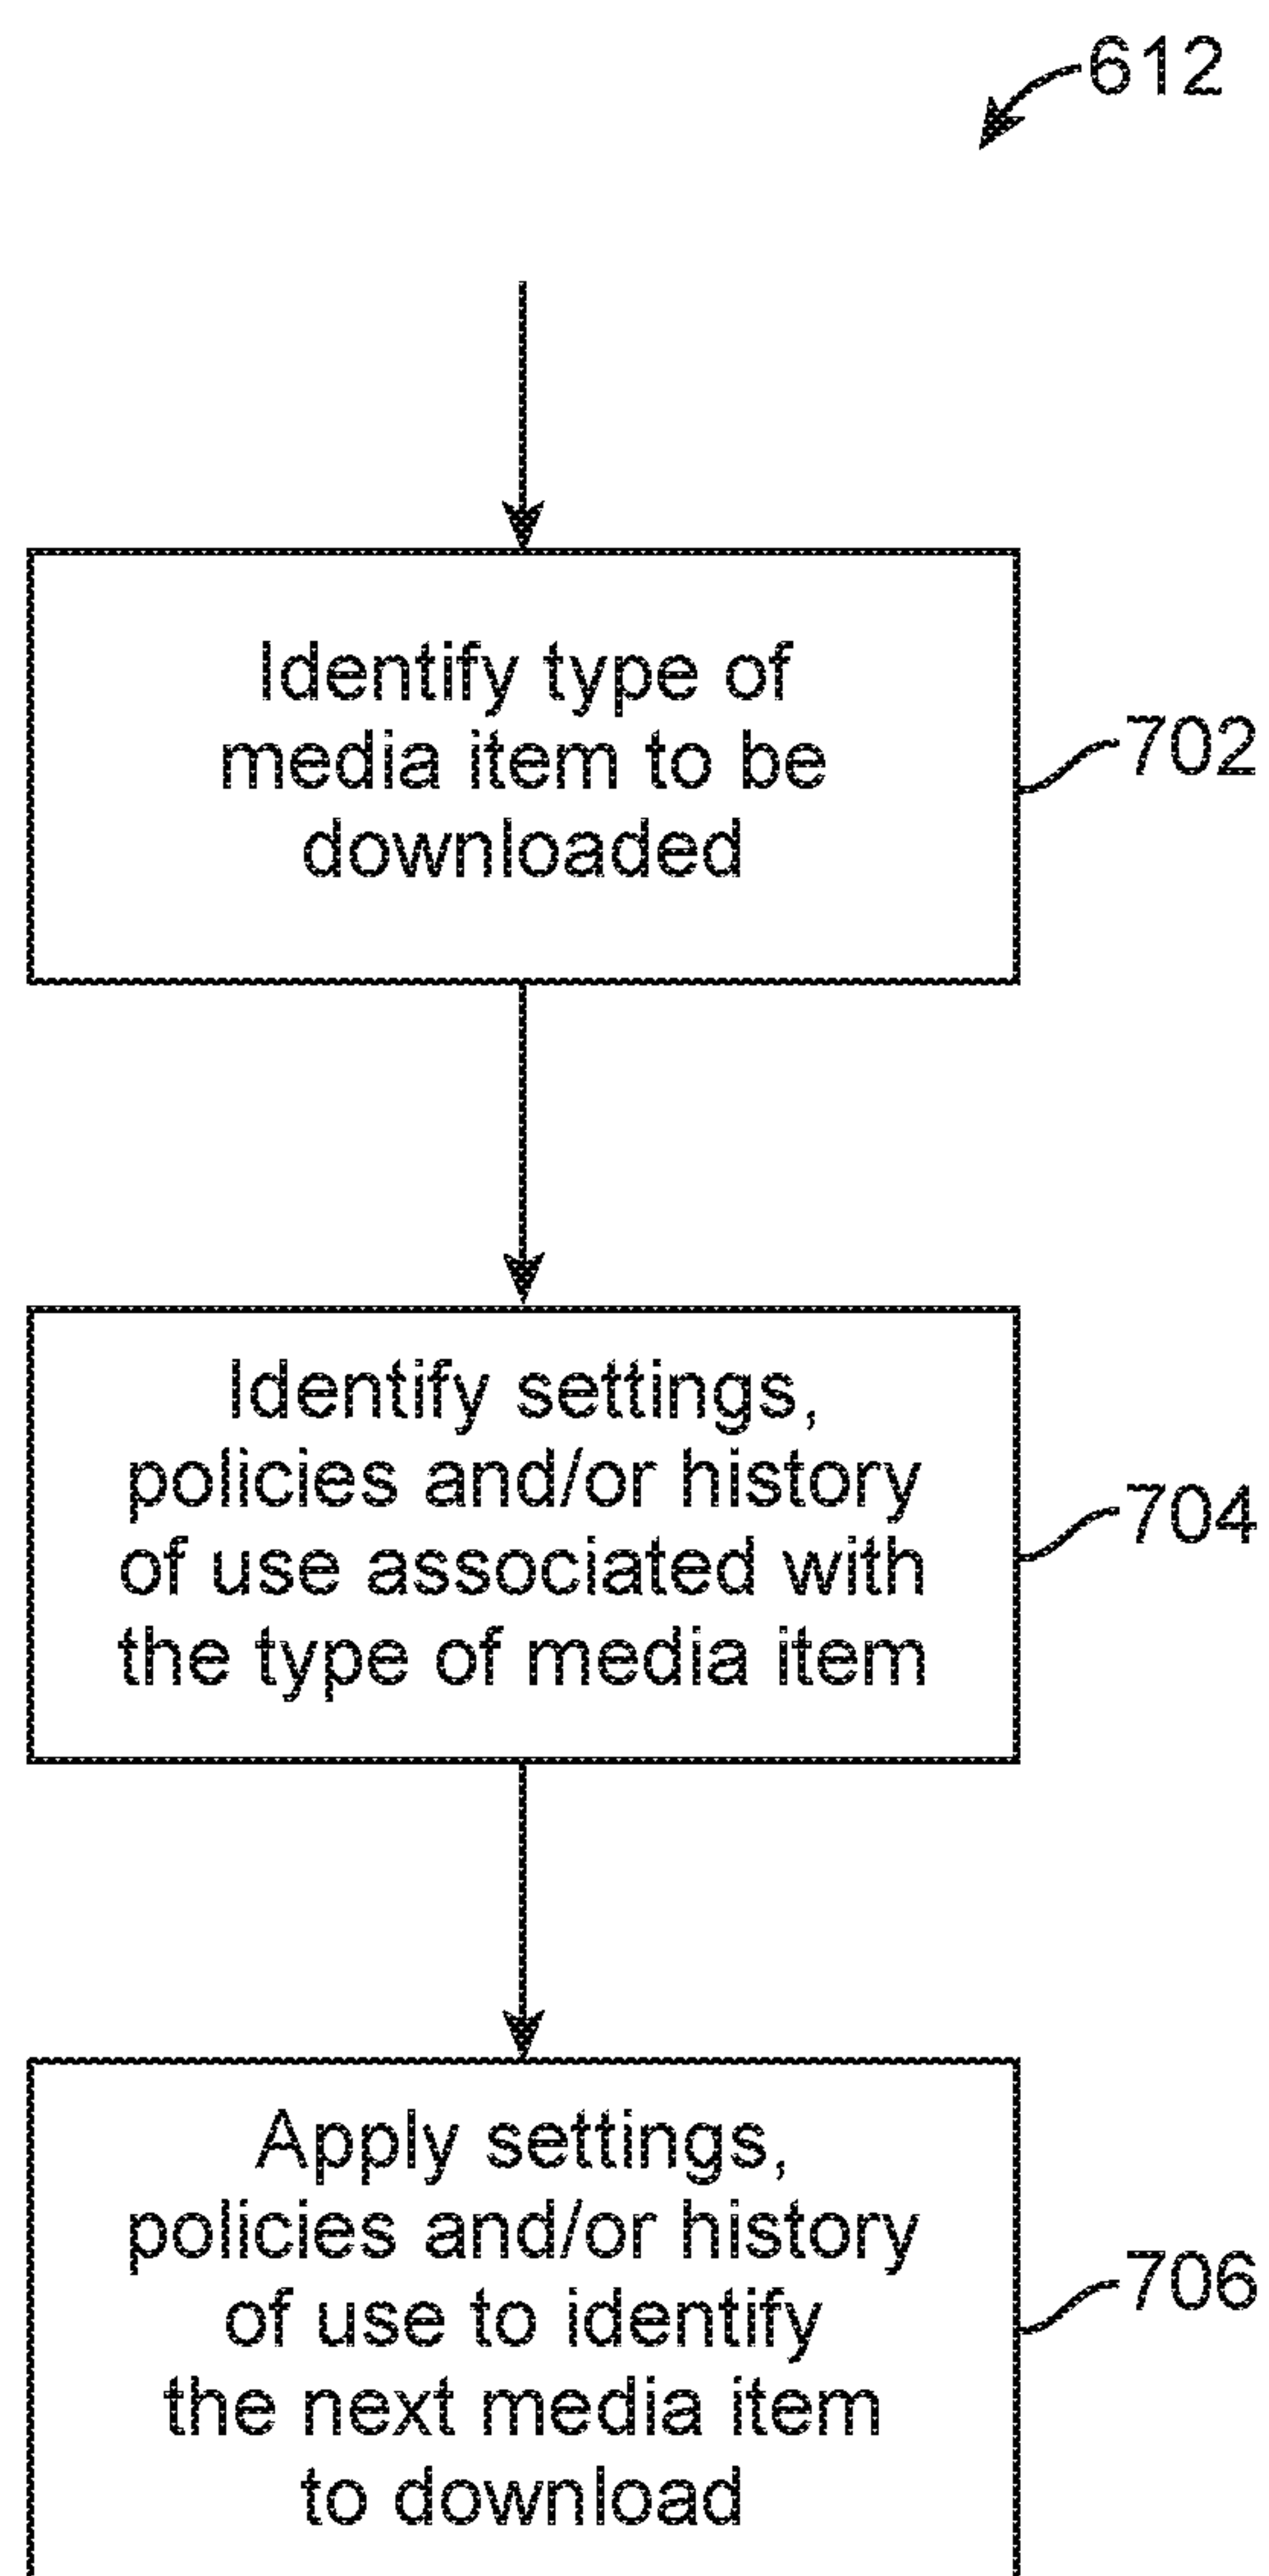 612
Identify type of
media item to be
downloaded
702
Identify settings,
policies and/or history
of use associated with
the type of media item
704
Apply settings,
policies and/or history
of use to identify
the next media item
to download
706